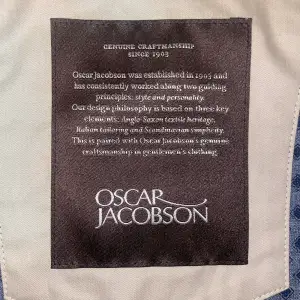 GENUINE CRAFTMANSHIP
SINCE 1903
Oscar Jacobson was established in 1903 and
has consistently worked along two guiding
principles: style and personality.
Our design philosophy is based on three key
elements: Anglo-Saxon textile heritage,
Italian tailoring and Scandinavian simplicity.
This is paired with Oscar Jacobson's genuine
craftsmanship in gentlemen's clothing.
OSCAR
JACOBSON